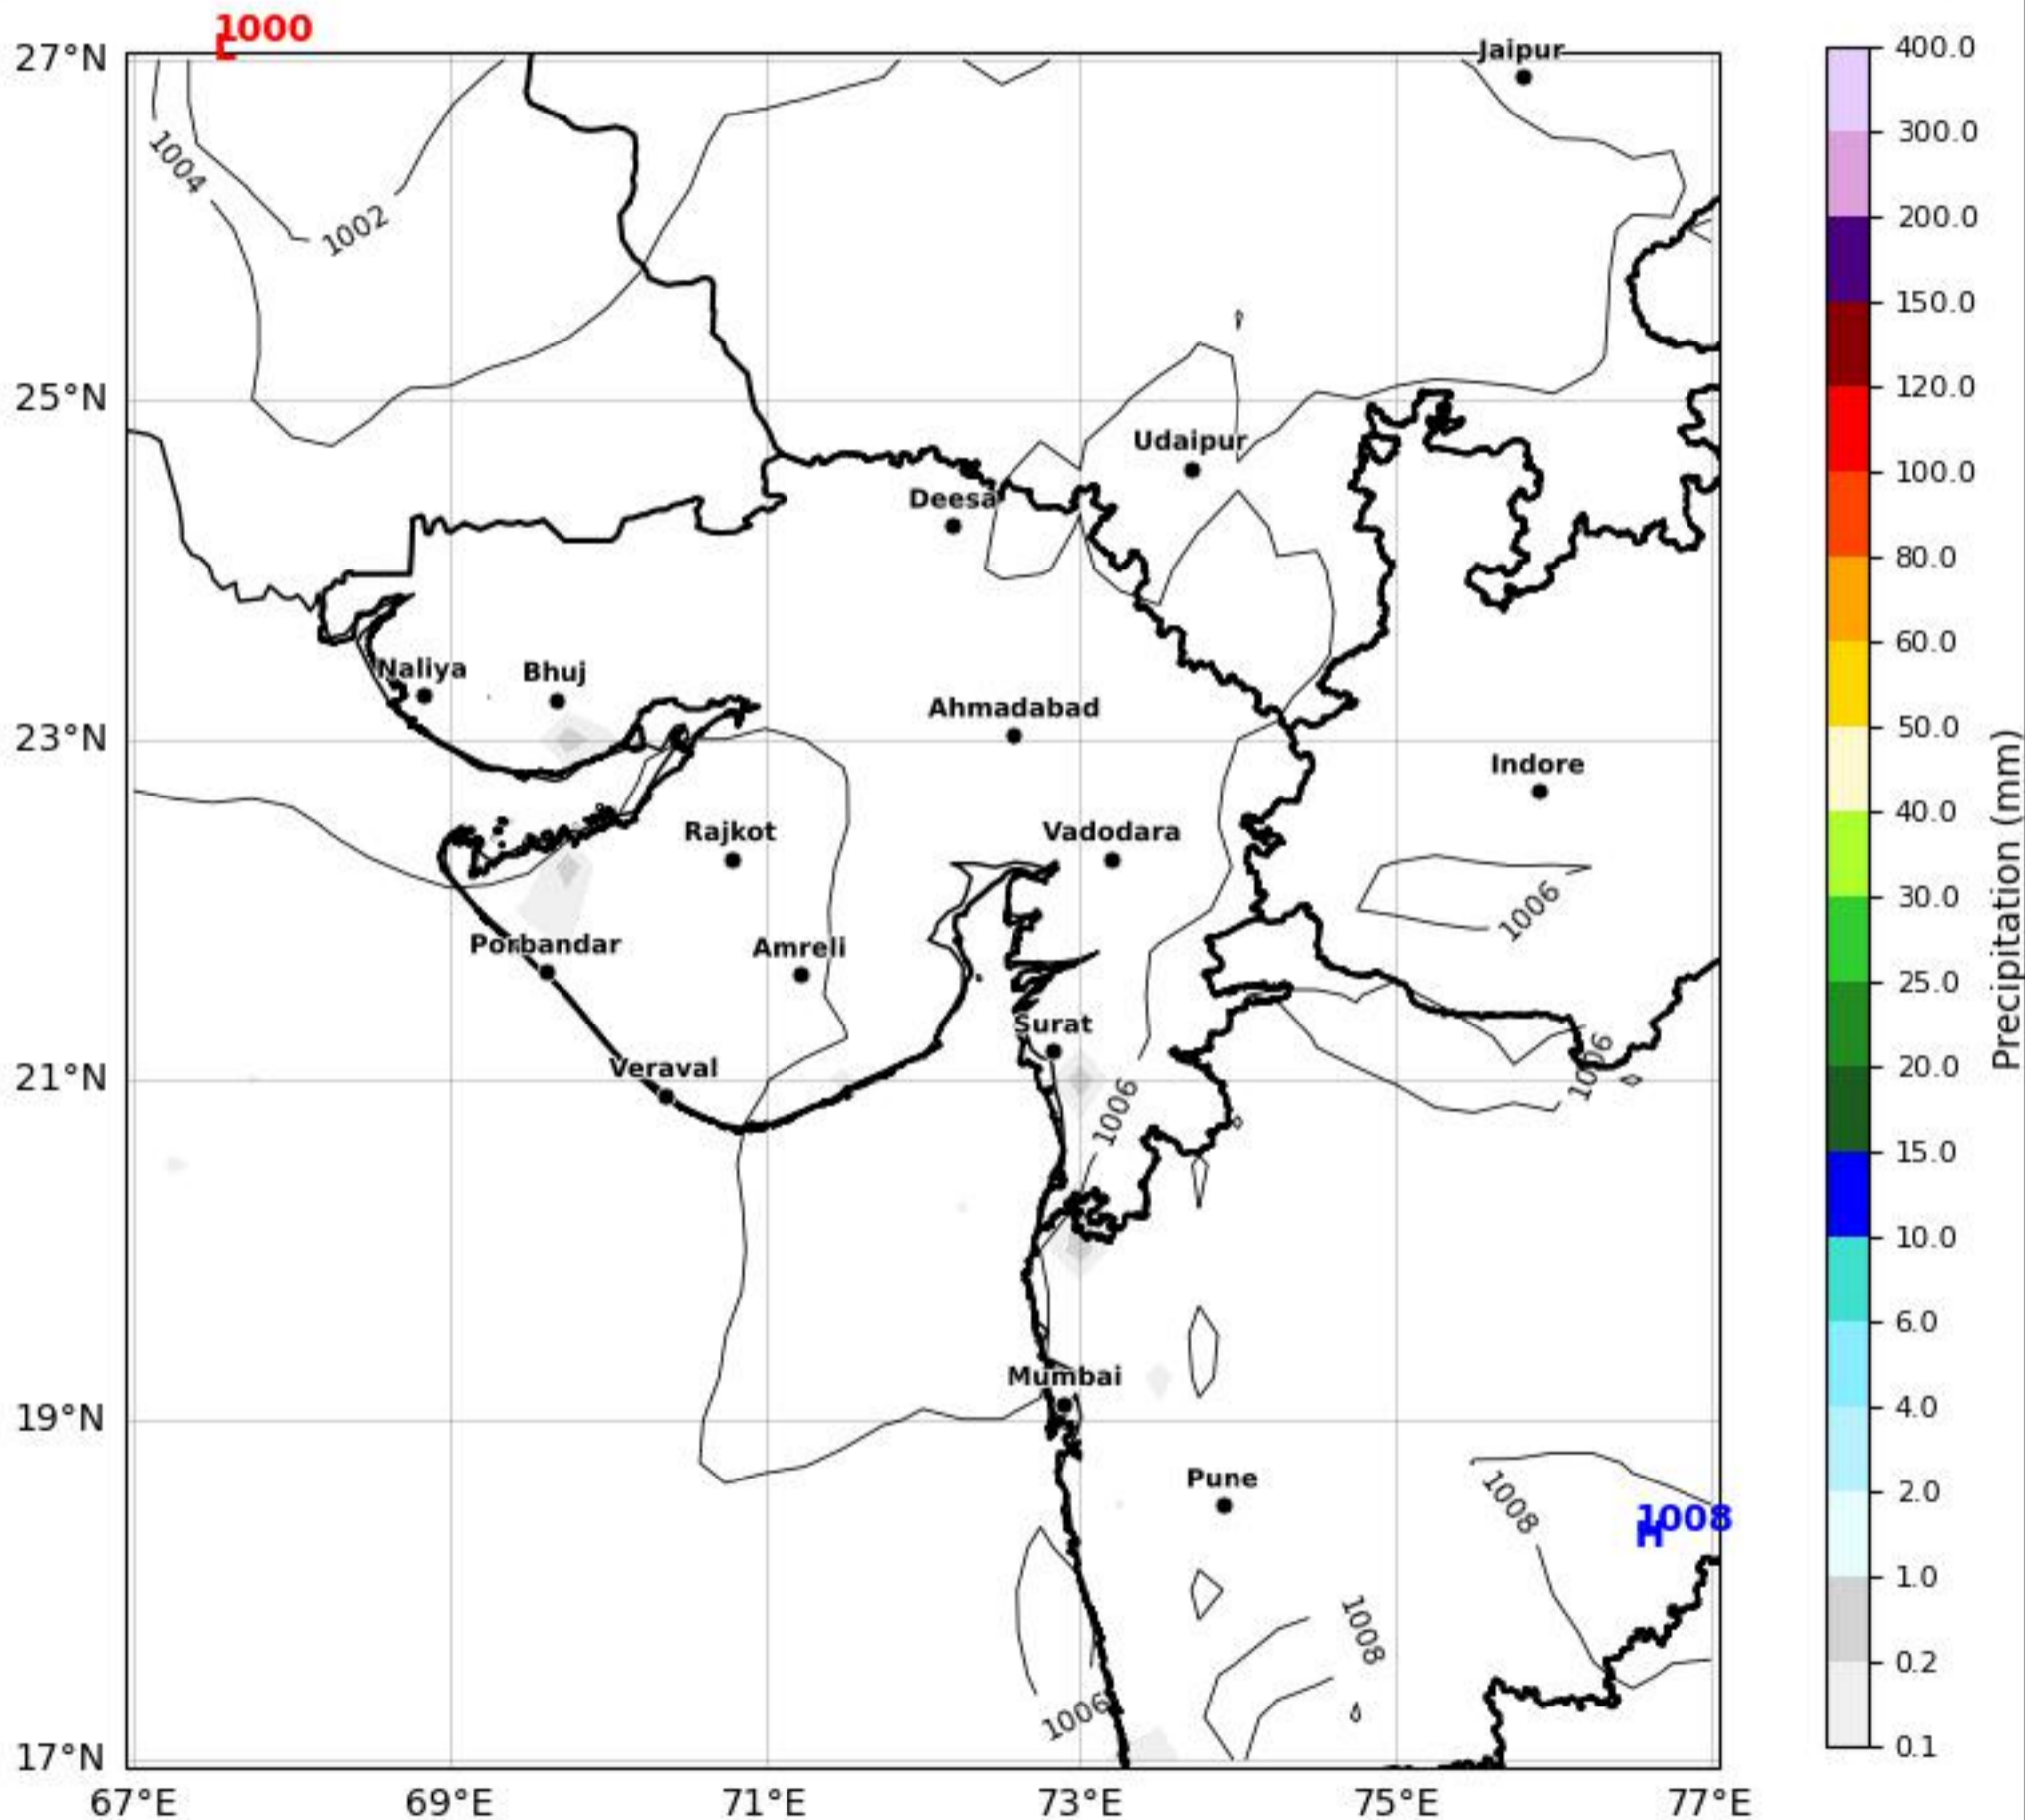 1000
L
27°N
Jaipur
400.0
300.0
1004
1002
200.0
150.0
25°N
120.0
Udaipur
Deesa
100.0
80.0
Naliya
Bhuj
60.0
Ahmadabad
23°N
50.0
Indore
Precipitation (mm)
Rajkot
Vadodara
40.0
1006
30.0
Porbandar
Amreli
25.0
Surat
1006
Veraval
21°N
20.0
1006
15.0
10.0
6.0
Mumbai
19°N
4.0
Pune
1008
2.0
1008
H
1.0
1008
0.2
1006
17°N
0.1
67°E
69°E
71°E
73°E
75°E
77°E